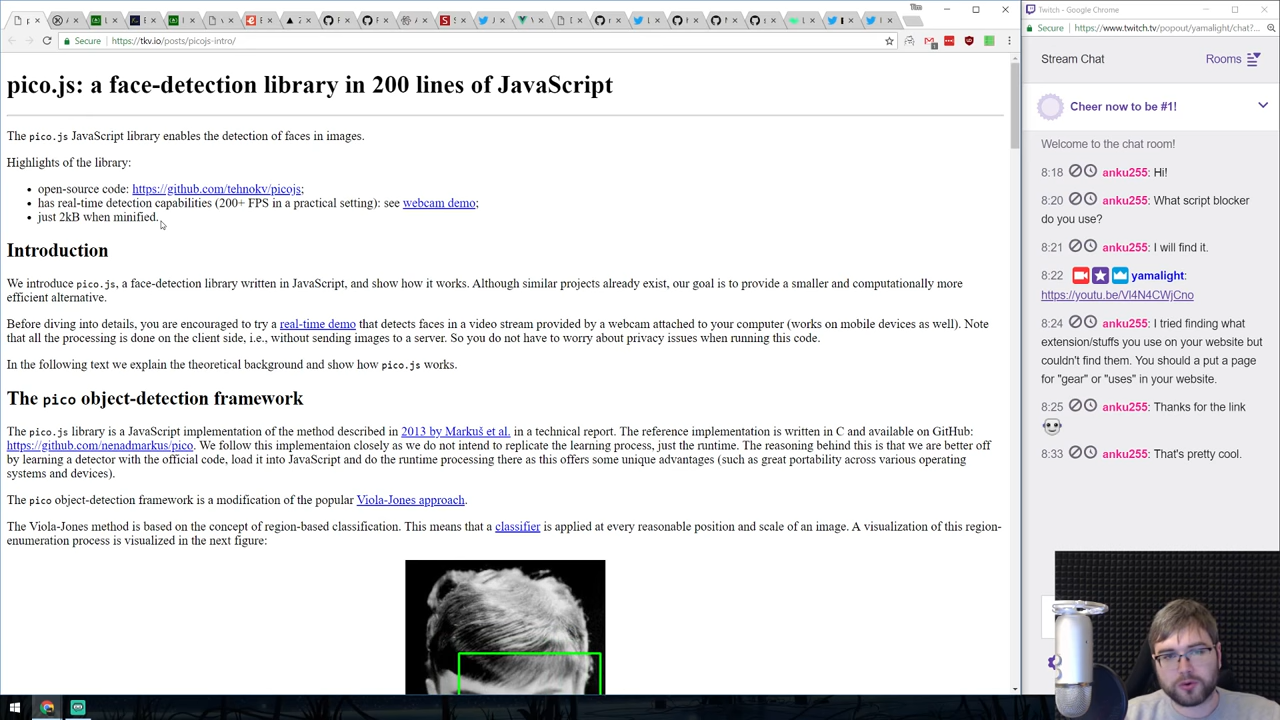 Tim
Secure https://tkv.io/posts/picojs-intro/
pico.js: a face-detection library in 200 lines of JavaScript
The pico.js JavaScript library enables the detection of faces in images.
Highlights of the library:
• open-source code: https://github.com/tehnokv/picojs;
• has real-time detection capabilities (200+ FPS in a practical setting): see webcam demo;
• just 2kB when minified.
Introduction
We introduce pico.js, a face-detection library written in JavaScript, and show how it works. Although similar projects already exist, our goal is to provide a smaller and computationally more
efficient alternative.
Before diving into details, you are encouraged to try a real-time demo that detects faces in a video stream provided by a webcam attached to your computer (works on mobile devices as well). Note
that all the processing is done on the client side, i.e., without sending images to a server. So you do not have to worry about privacy issues when running this code.
In the following text we explain the theoretical background and show how pico.js works.
The pico object-detection framework
The pico.js library is a JavaScript implementation of the method described in 2013 by Markuš et al. in a technical report. The reference implementation is written in C and available on GitHub:
https://github.com/nenadmarkus/pico. We follow this implementaion closely as we do not intend to replicate the learning process, just the runtime. The reasoning behind this is that we are better off
by learning a detector with the official code, load it into JavaScript and do the runtime processing there as this offers some unique advantages (such as great portability across various operating
systems and devices).
The pico object-detection framework is a modification of the popular Viola-Jones approach.
The Viola-Jones method is based on the concept of region-based classification. This means that a classifier is applied at every reasonable position and scale of an image. A visualization of this region-
enumeration process is visualized in the next figure:
Twitch - Google Chrome
Secure https://www.twitch.tv/popout/yamalight/chat?...
Stream Chat
Rooms
Cheer now to be #1!
Welcome to the chat room!
8:18 anku255: Hi!
8:20 anku255: What script blocker
do you use?
8:21 anku255: I will find it.
8:22 yamalight:
https://youtu.be/Vl4N4CWjCno
8:24 anku255: I tried finding what
extension/stuffs you use on your website but
couldn't find them. You should a put a page
for "gear" or "uses" in your website.
8:25 anku255: Thanks for the link
8:33 anku255: That's pretty cool.